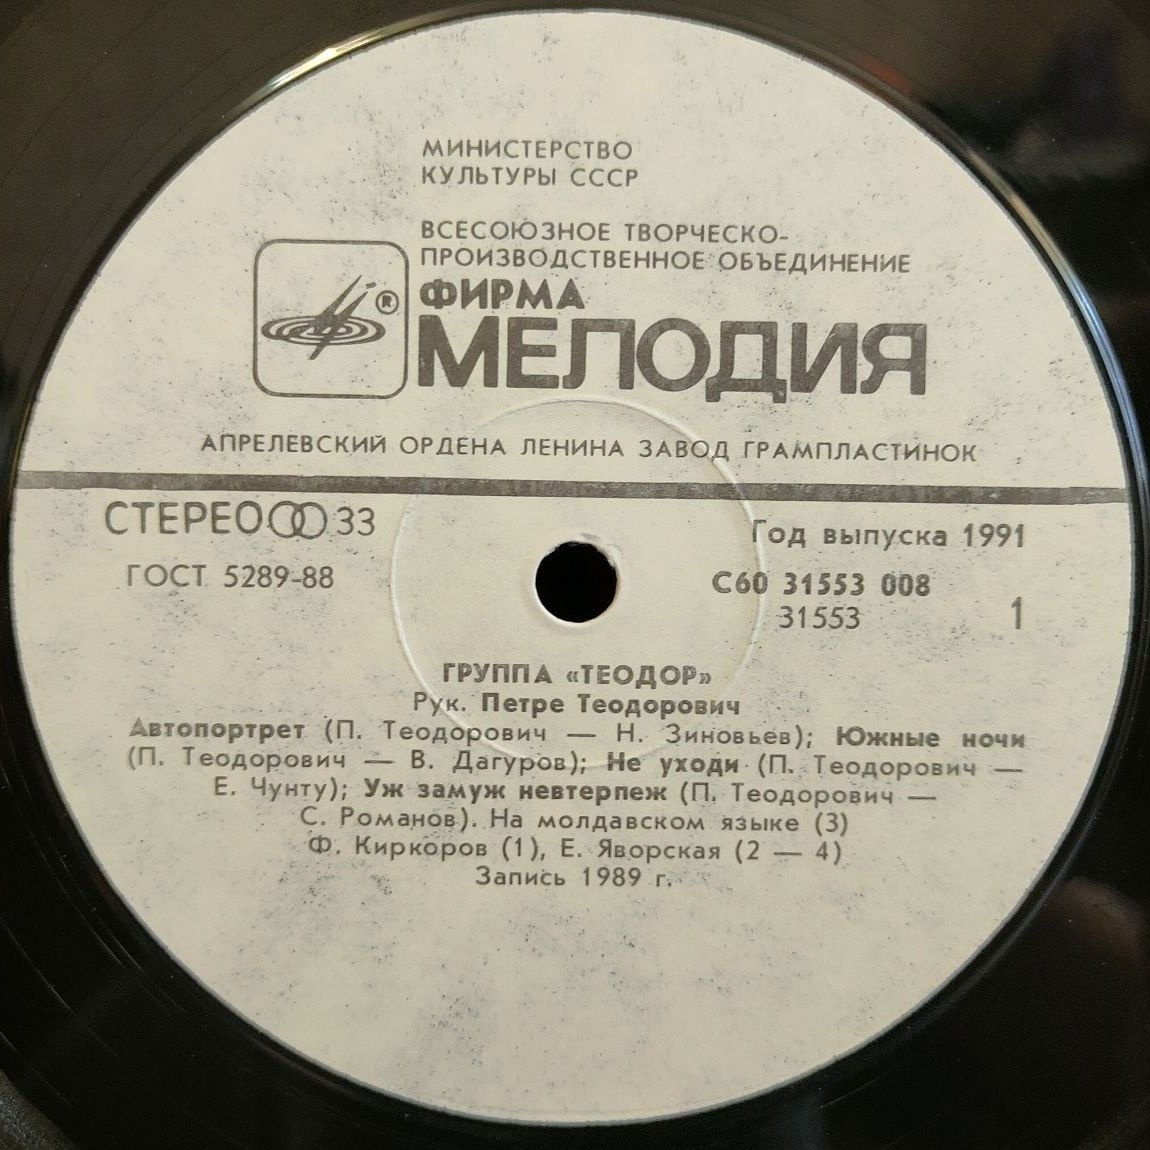 МИНИСТЕРСТВО
КУЛЬТУРЫ СССР
ВСЕСОЮЗНОЕ ТВОРЧЕСКО-
ПРОИЗВОДСТВЕННОЕ ОБЪЕДИНЕНИЕ
ФИРМА
®
МЕЛОДИЯ
АПРЕЛЕВСКИЙ ОРДЕНА ЛЕНИНА ЗАВОД ГРАМПЛАСТИНОК
СТЕРЕО 33
Год выпуска 1991
ГОСТ 5289-88
С60 31553 008
31553
1
ГРУППА «ТЕОДОР»
Рук. Петре Теодорович
Автопортрет (П. Теодорович — Н. Зиновьев); Южные ночи
(П. Теодорович — В. Дагуров); Не уходи (П. Теодорович —
Е. Чунту); Уж замуж невтерпеж (П. Теодорович —
С. Романов). На молдавском языке (3)
Ф. Киркоров (1), Е. Яворская (2 — 4)
Запись 1989 г.